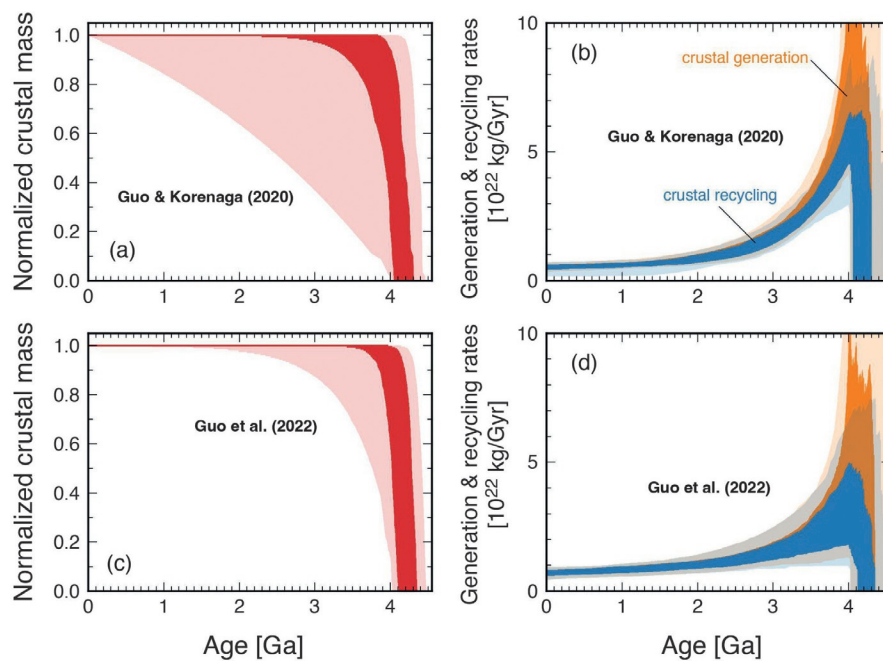 Normalized crustal mass
1.0
0.8
0.6
0.4
0.2
0.0
Guo & Korenaga (2020)
(a)
0 1 2 3 4
Generation & recycling rates
[10²² kg/Gyr]
10
5
0
(b)
crustal generation
Guo & Korenaga (2020)
crustal recycling
0 1 2 3 4
Normalized crustal mass
1.0
0.8
0.6
0.4
0.2
0.0
Guo et al. (2022)
(c)
0 1 2 3 4
Age [Ga]
Generation & recycling rates
[10²² kg/Gyr]
10
5
0
(d)
Guo et al. (2022)
0 1 2 3 4
Age [Ga]